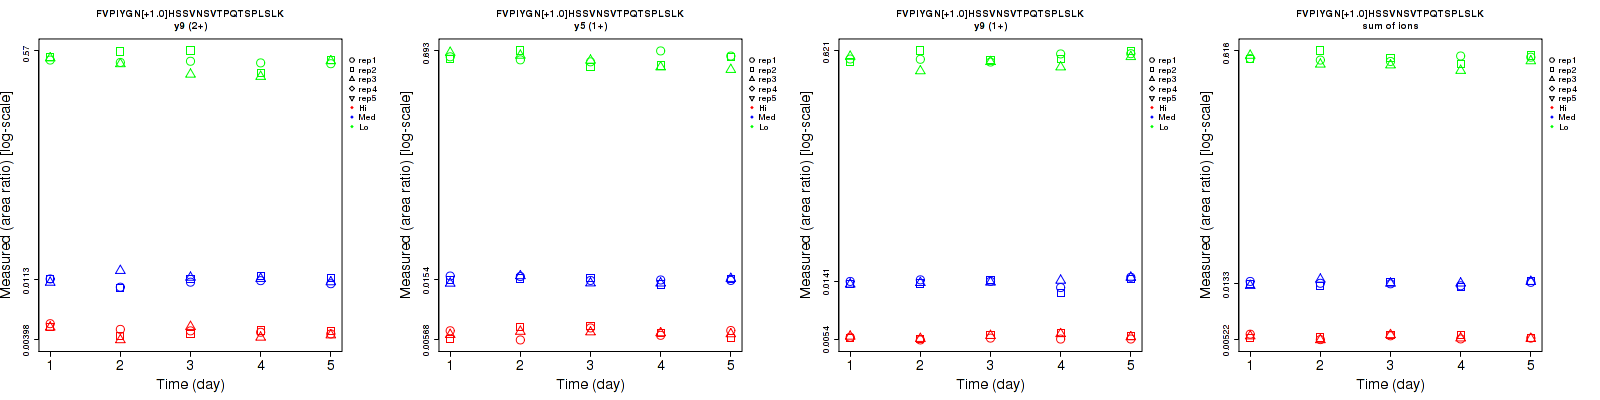 FVPIYGN[+1.0]HSSVNSVTPQTSPLSLK
y9 (2+)
Measured (area ratio) [log-scale]
0.57
0.0113
0.00398
1 2 3 4 5
Time (day)
rep1
rep2
rep3
rep4
rep5
Hi
Med
Lo
FVPIYGN[+1.0]HSSVNSVTPQTSPLSLK
y5 (1+)
Measured (area ratio) [log-scale]
0.693
0.0154
0.00568
1 2 3 4 5
Time (day)
rep1
rep2
rep3
rep4
rep5
Hi
Med
Lo
FVPIYGN[+1.0]HSSVNSVTPQTSPLSLK
y9 (1+)
Measured (area ratio) [log-scale]
0.621
0.0141
0.0054
1 2 3 4 5
Time (day)
rep1
rep2
rep3
rep4
rep5
Hi
Med
Lo
FVPIYGN[+1.0]HSSVNSVTPQTSPLSLK
sum of ions
Measured (area ratio) [log-scale]
0.616
0.0133
0.00522
1 2 3 4 5
Time (day)
rep1
rep2
rep3
rep4
rep5
Hi
Med
Lo